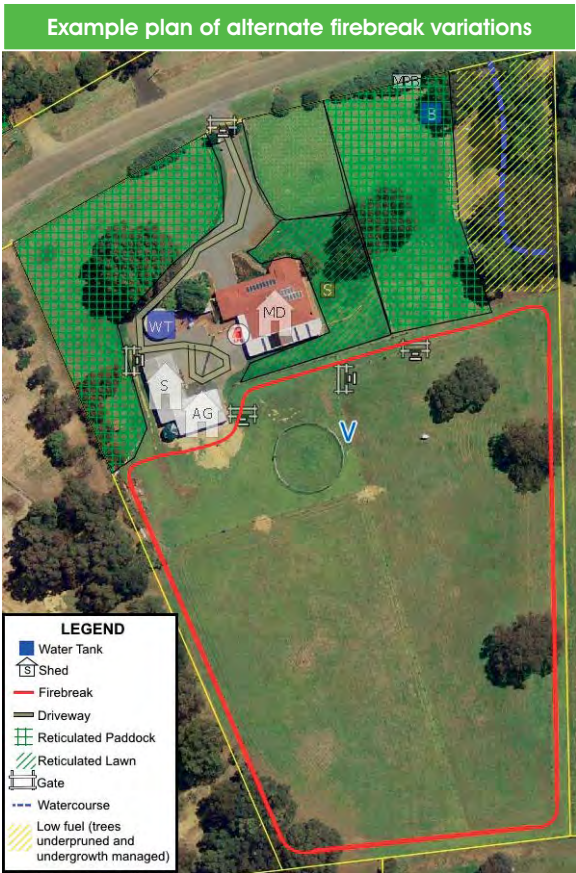 Example plan of alternate firebreak variations
MPB
B
S
MD
WT
S
AG
V
LEGEND
Water Tank
S Shed
Firebreak
Driveway
Reticulated Paddock
Reticulated Lawn
Gate
Watercourse
Low fuel (trees
underpruned and
undergrowth managed)